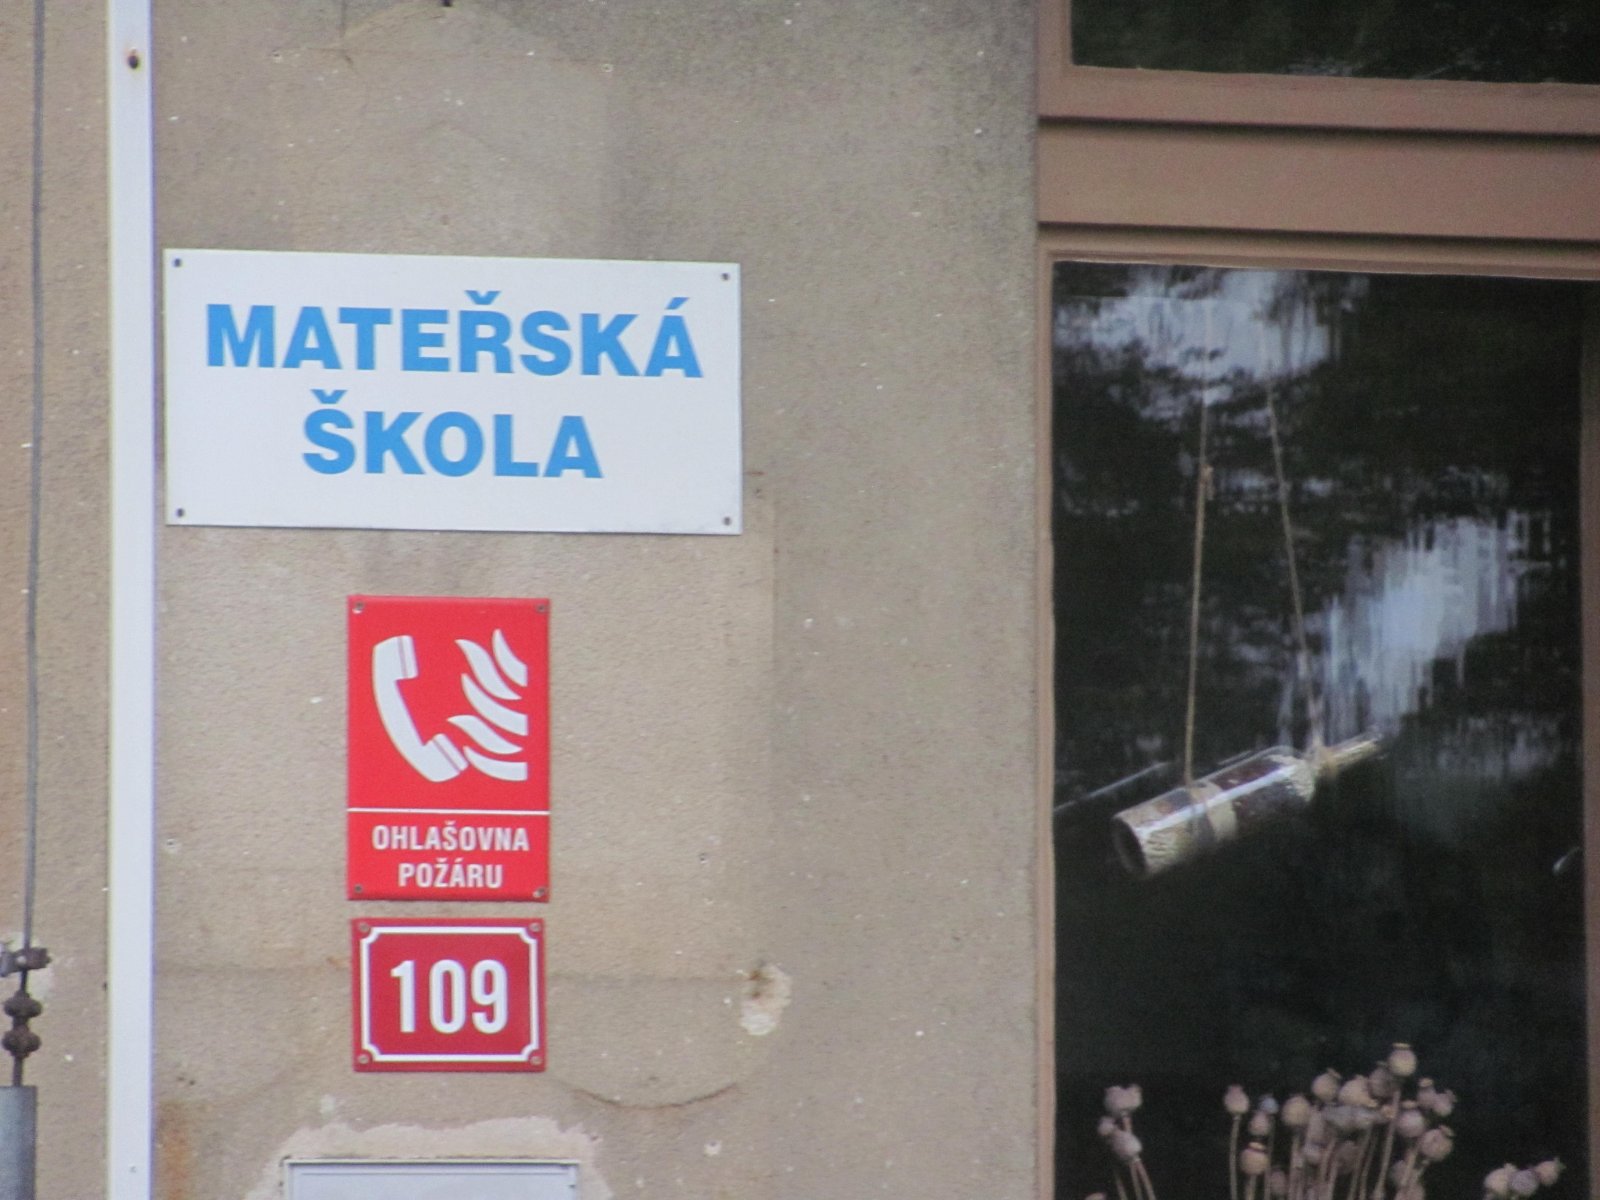 MATEŘSKÁ
ŠKOLA
OHLAŠOVNA
POŽÁRU
109